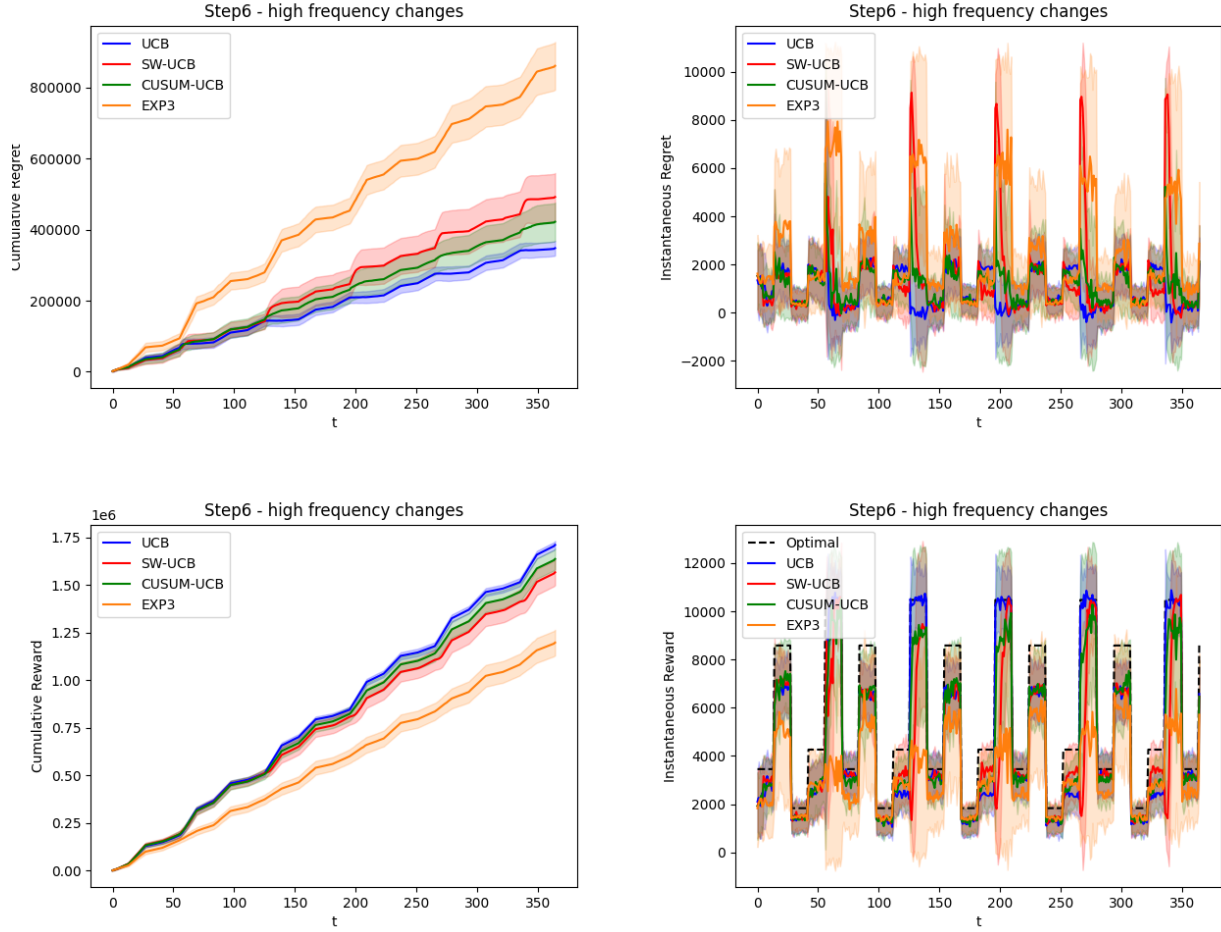 Step6 - high frequency changes
Cumulative Regret
800000
600000
400000
200000
0
UCB
SW-UCB
CUSUM-UCB
EXP3
0 50 100 150 200 250 300 350
t
Step6 - high frequency changes
Instantaneous Regret
10000
8000
6000
4000
2000
0
−2000
UCB
SW-UCB
CUSUM-UCB
EXP3
0 50 100 150 200 250 300 350
t
Step6 - high frequency changes
1e6
Cumulative Reward
1.75
1.50
1.25
1.00
0.75
0.50
0.25
0.00
UCB
SW-UCB
CUSUM-UCB
EXP3
0 50 100 150 200 250 300 350
t
Step6 - high frequency changes
Instantaneous Reward
12000
10000
8000
6000
4000
2000
0
Optimal
UCB
SW-UCB
CUSUM-UCB
EXP3
0 50 100 150 200 250 300 350
t